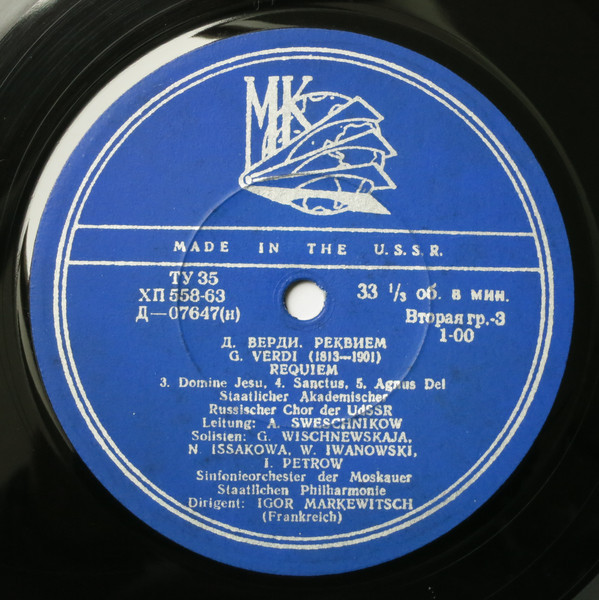 МК
MADE IN THE U.S.S.R.
ТУ 35
ХП 558-63
Д—07647(н)
33 ⅓ об. в мин.
Вторая гр.-3
1-00
Д. ВЕРДИ. РЕКВИЕМ
G. VERDI (1813—1901)
REQUIEM
3. Domine Jesu, 4. Sanctus, 5. Agnus Dei
Staatlicher Akademischer
Russischer Chor der UdSSR
Leitung: A. SWESCHNIKOW
Solisten: G. WISCHNEWSKAJA,
N. ISSAKOWA, W. IWANOWSKI,
I. PETROW
Sinfonieorchester der Moskauer
Staatlichen Philharmonie
Dirigent: IGOR MARKEWITSCH
(Frankreich)